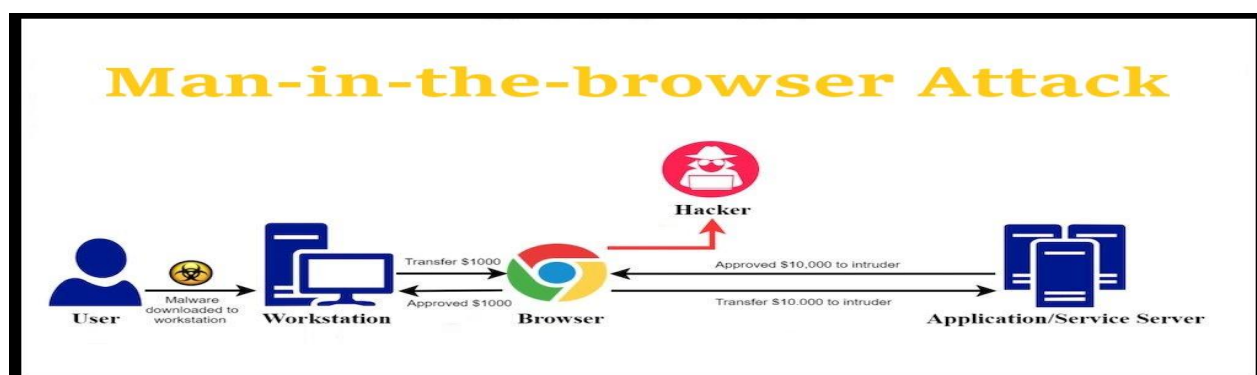 Man-in-the-browser Attack
Hacker
Transfer $1000
Approved $10,000 to intruder
Malware
downloaded to
workstation
Approved $1000
Transfer $10.000 to intruder
User
Workstation
Browser
Application/Service Server